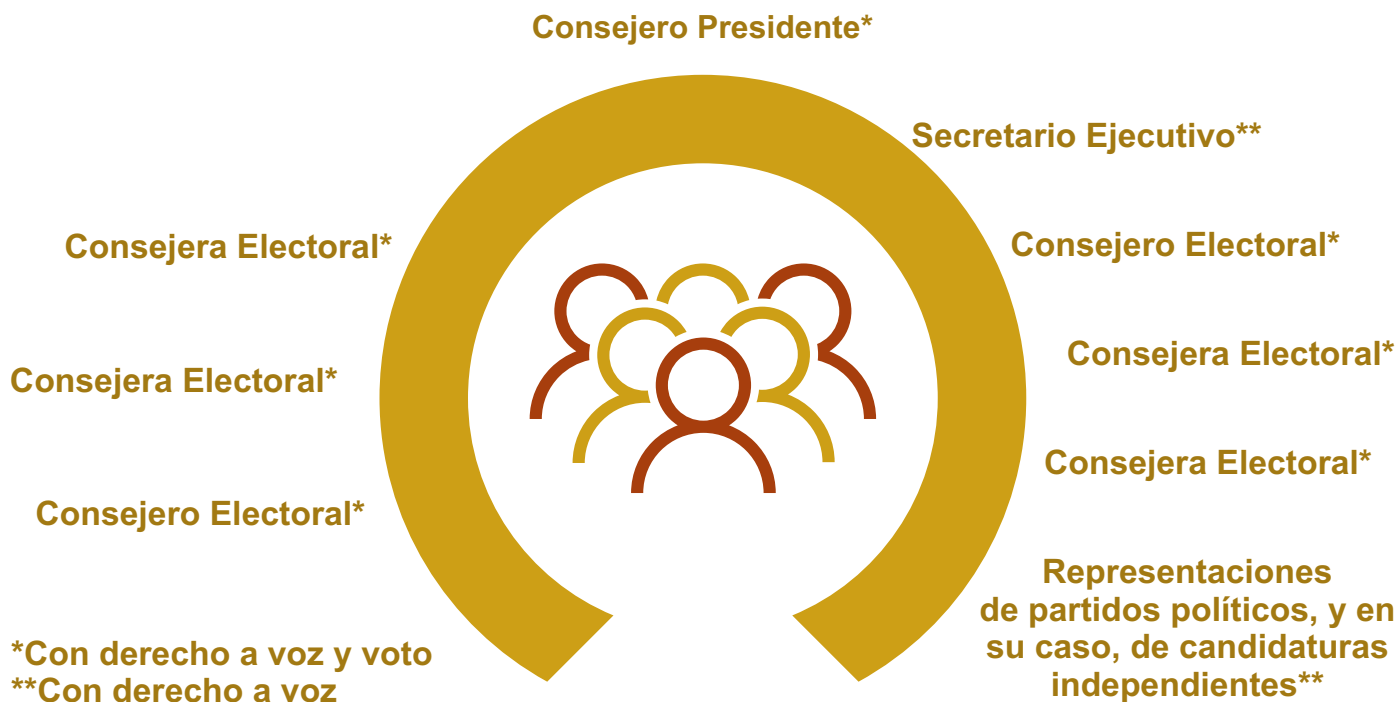 Consejero Presidente*
Secretario Ejecutivo**
Consejera Electoral*
Consejero Electoral*
Consejera Electoral*
Consejera Electoral*
Consejera Electoral*
Consejero Electoral*
Representaciones
de partidos políticos, y en
su caso, de candidaturas
independientes**
*Con derecho a voz y voto
**Con derecho a voz